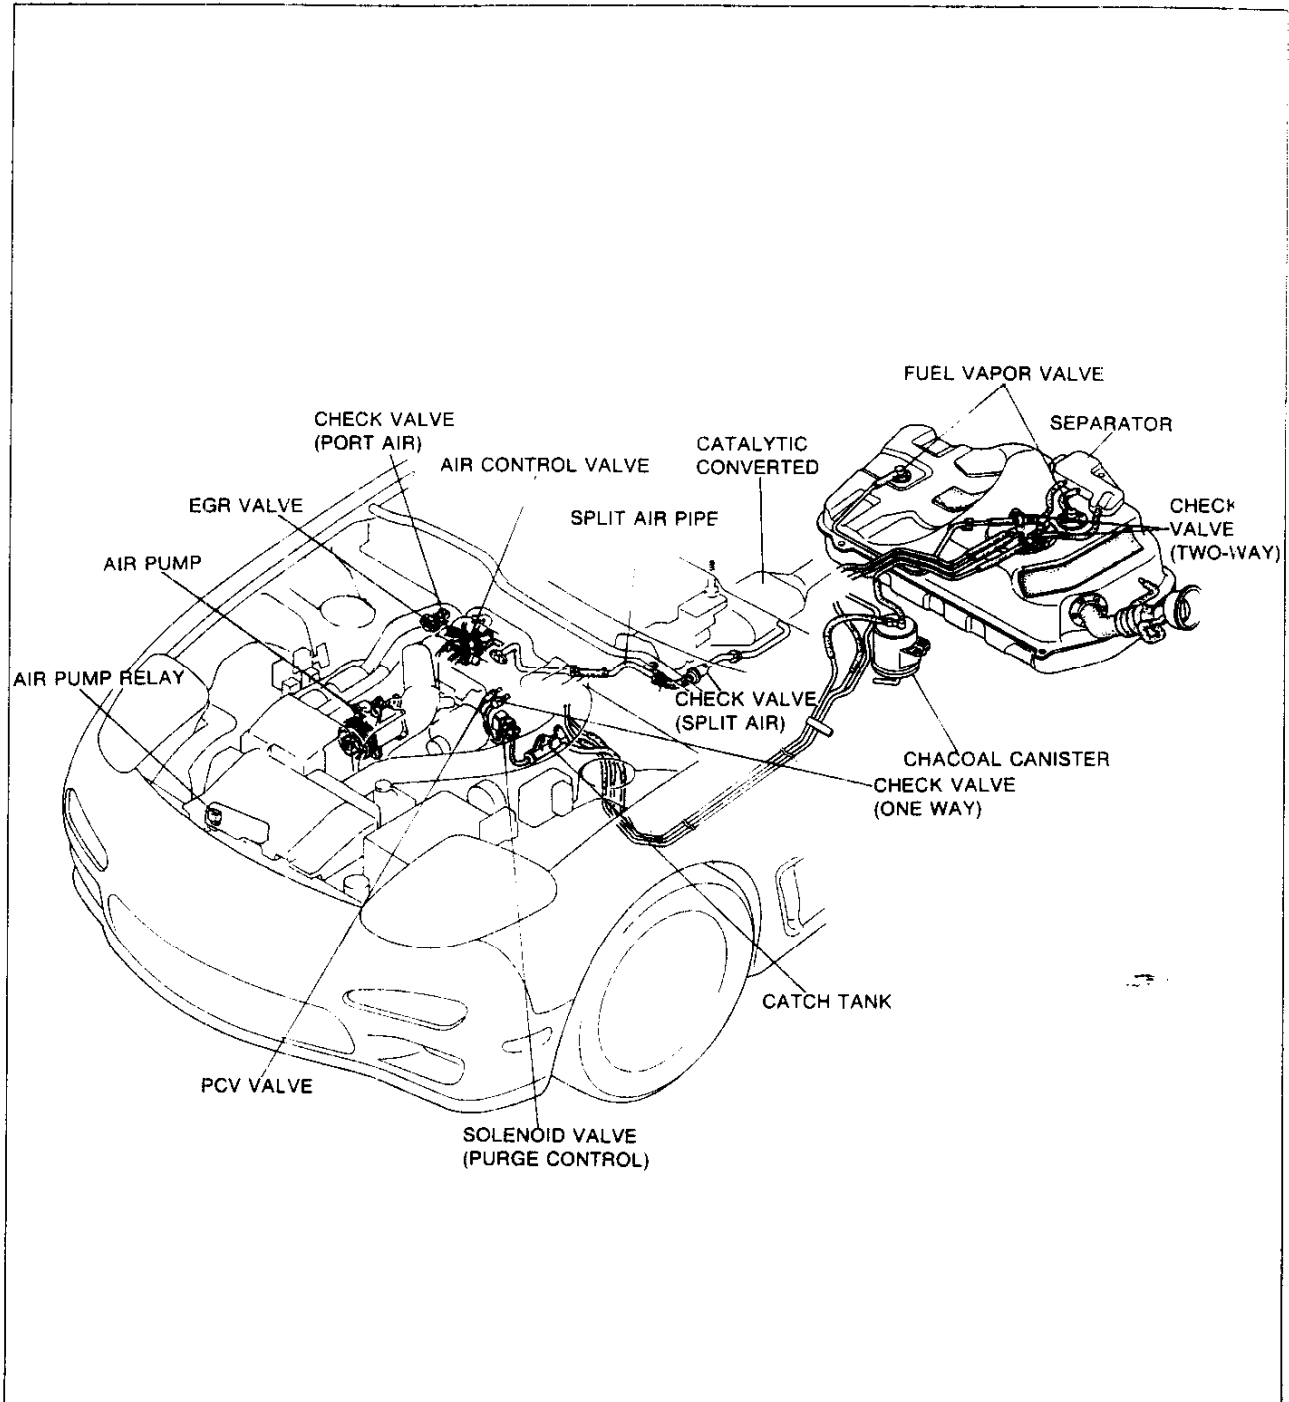 FUEL VAPOR VALVE
SEPARATOR
CHECK VALVE
(PORT AIR)
AIR CONTROL VALVE
CATALYTIC
CONVERTED
EGR VALVE
SPLIT AIR PIPE
CHECK
VALVE
(TWO-WAY)
AIR PUMP
AIR PUMP RELAY
CHECK VALVE
(SPLIT AIR)
CHACOAL CANISTER
CHECK VALVE
(ONE WAY)
CATCH TANK
PCV VALVE
SOLENOID VALVE
(PURGE CONTROL)